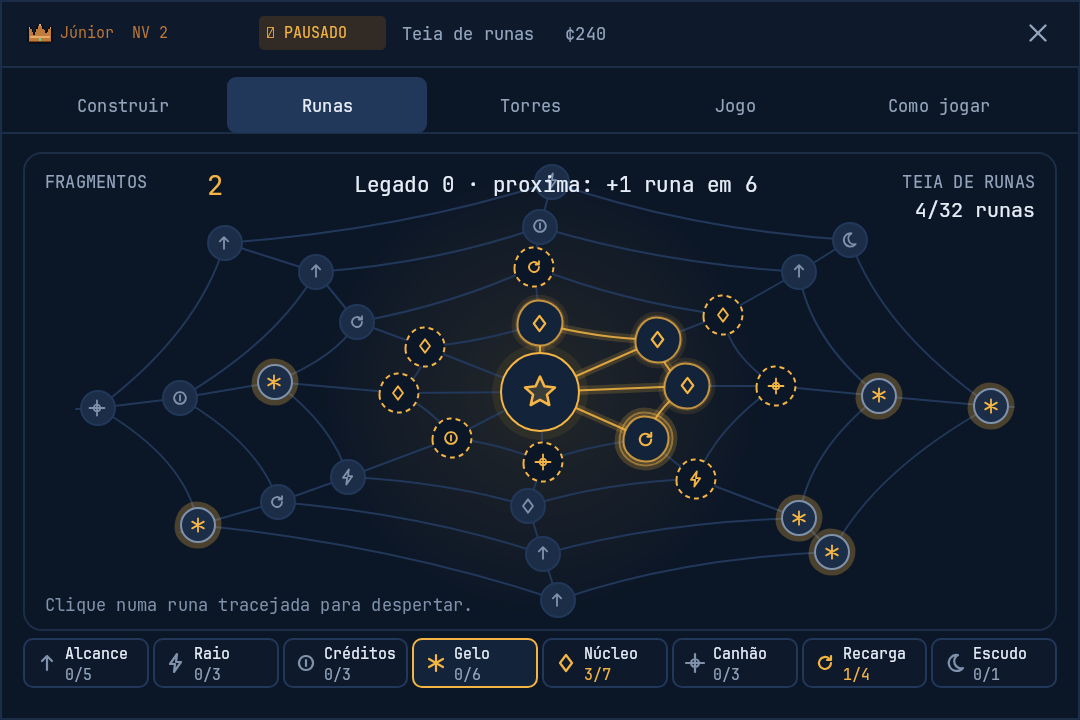 Júnior NV 2 PAUSADO Teia de runas ¢240
Construir Runas Torres Jogo Como jogar
FRAGMENTOS 2 Legado 0 · proxima: +1 runa em 6 TEIA DE RUNAS
4/32 runas
Clique numa runa tracejada para despertar.
Alcance Raio Créditos Gelo Núcleo Canhão Recarga Escudo
0/5 0/3 0/3 0/6 3/7 0/3 1/4 0/1